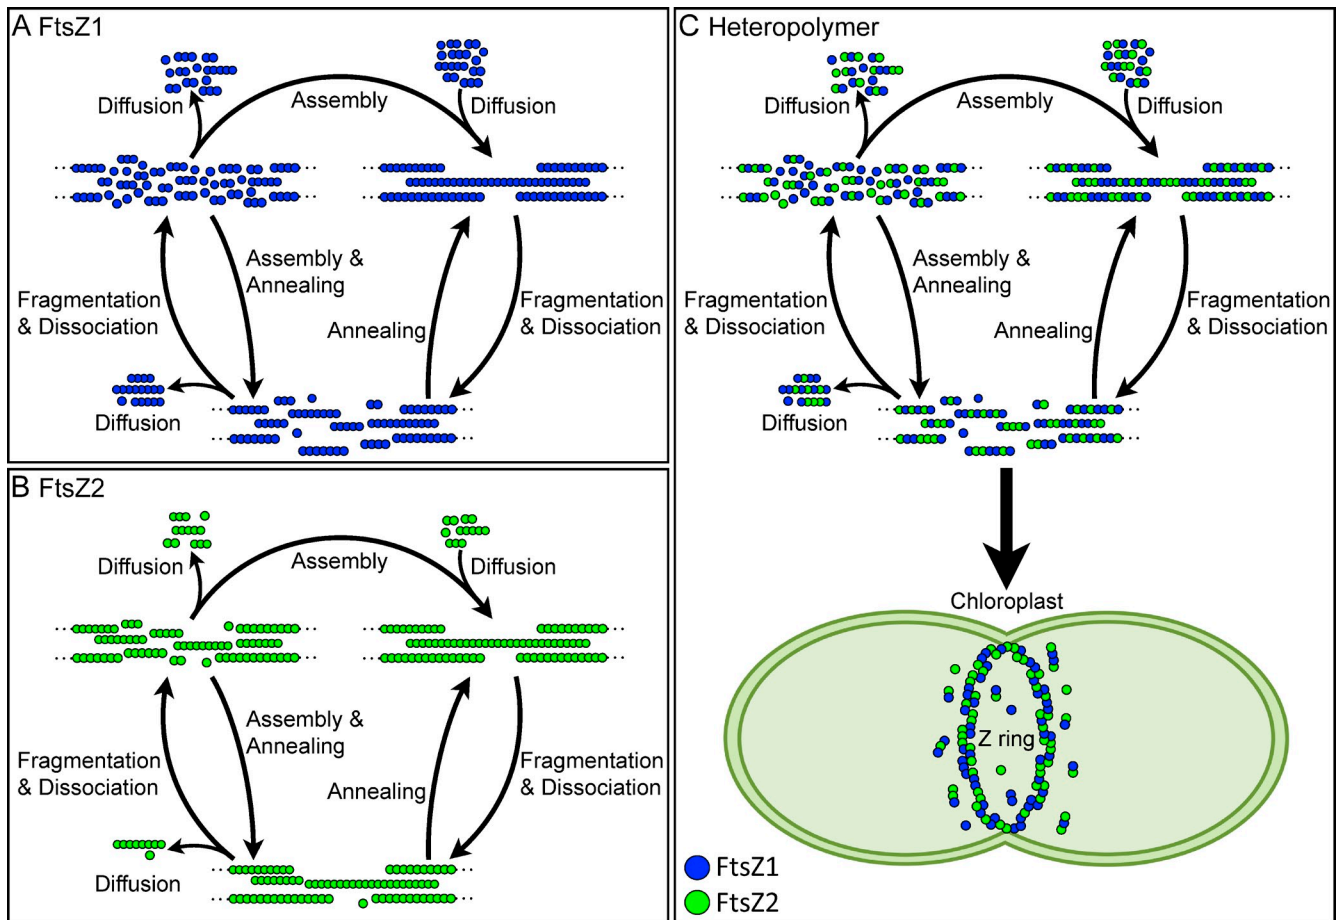 A FtsZ1
Diffusion
Assembly
Diffusion
Assembly &
Annealing
Fragmentation
& Dissociation
Annealing
Fragmentation
& Dissociation
Diffusion
B FtsZ2
Diffusion
Assembly
Diffusion
Assembly &
Annealing
Fragmentation
& Dissociation
Annealing
Fragmentation
& Dissociation
Diffusion
C Heteropolymer
Diffusion
Assembly
Diffusion
Assembly &
Annealing
Fragmentation
& Dissociation
Annealing
Fragmentation
& Dissociation
Diffusion
Chloroplast
Z ring
FtsZ1
FtsZ2